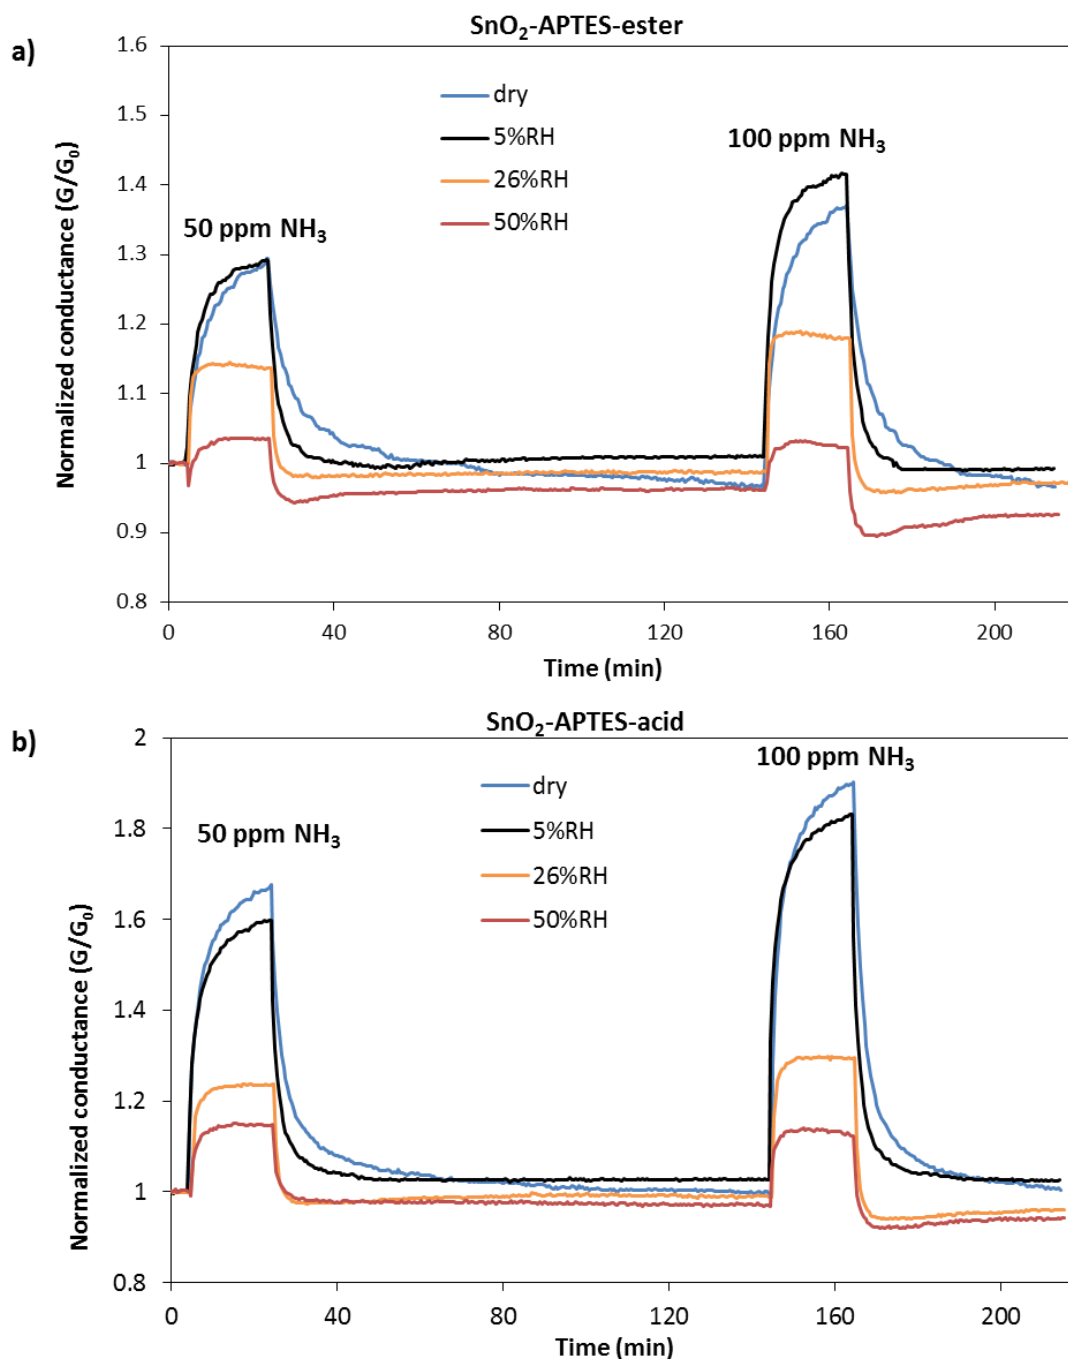 SnO₂-APTES-ester
a)
1.6
1.5
1.4
1.3
1.2
1.1
1
0.9
0.8
Normalized conductance (G/G₀)
dry
5%RH
26%RH
50%RH
50 ppm NH₃
100 ppm NH₃
0 40 80 120 160 200
Time (min)
SnO₂-APTES-acid
b)
2
1.8
1.6
1.4
1.2
1
0.8
Normalized conductance (G/G₀)
dry
5%RH
26%RH
50%RH
50 ppm NH₃
100 ppm NH₃
0 40 80 120 160 200
Time (min)